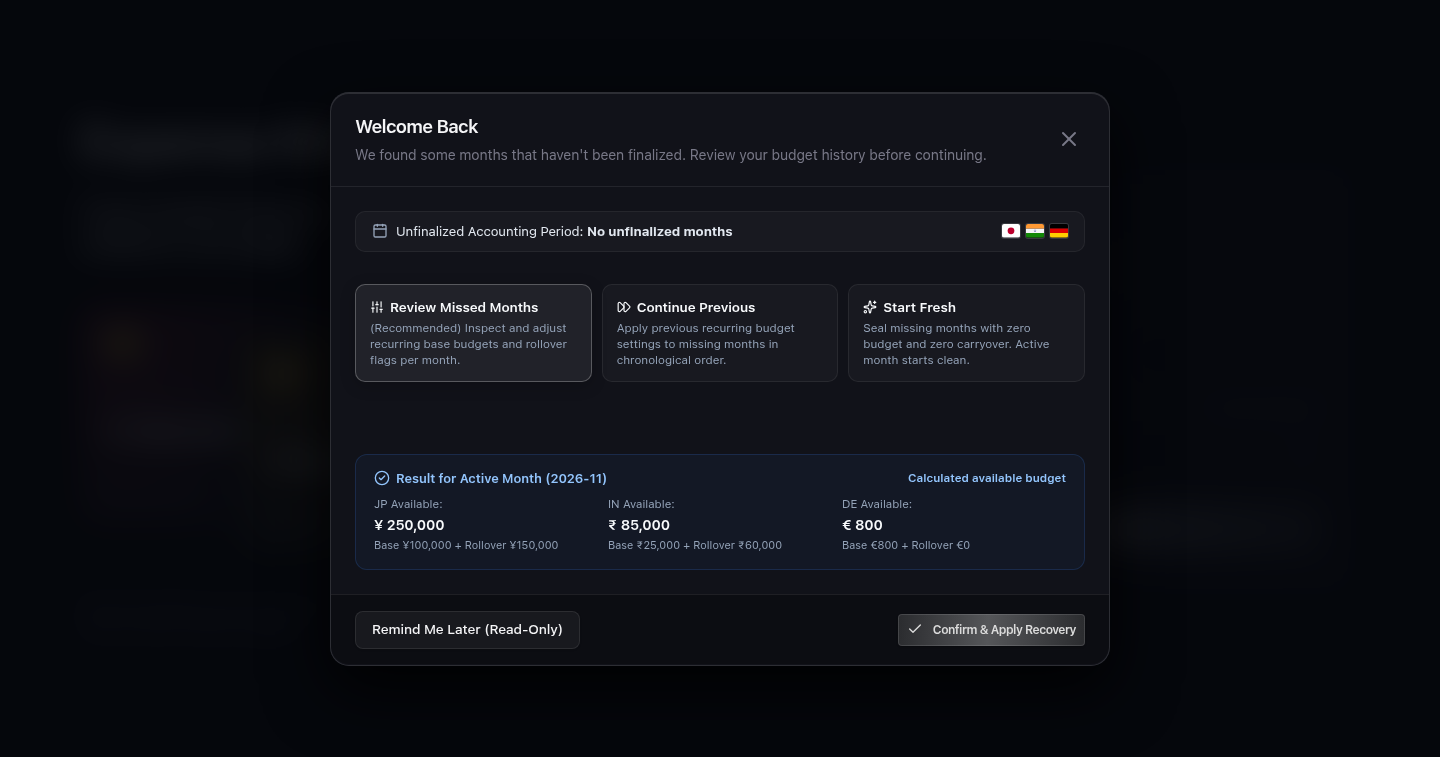 Welcome Back
We found some months that haven't been finalized. Review your budget history before continuing.
Unfinalized Accounting Period: No unfinalized months
Review Missed Months
(Recommended) Inspect and adjust
recurring base budgets and rollover
flags per month.
Continue Previous
Apply previous recurring budget
settings to missing months in
chronological order.
Start Fresh
Seal missing months with zero
budget and zero carryover. Active
month starts clean.
Result for Active Month (2026-11)
Calculated available budget
JP Available:
¥ 250,000
Base ¥100,000 + Rollover ¥150,000
IN Available:
₹ 85,000
Base ₹25,000 + Rollover ₹60,000
DE Available:
€ 800
Base €800 + Rollover €0
Remind Me Later (Read-Only)
Confirm & Apply Recovery